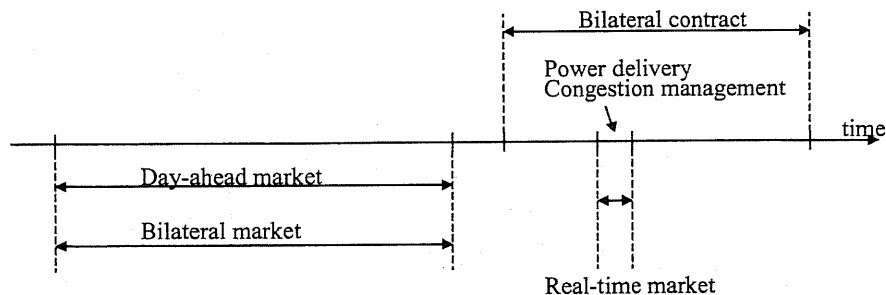 Bilateral contract
Power delivery
Congestion management
time
Day-ahead market
Bilateral market
Real-time market